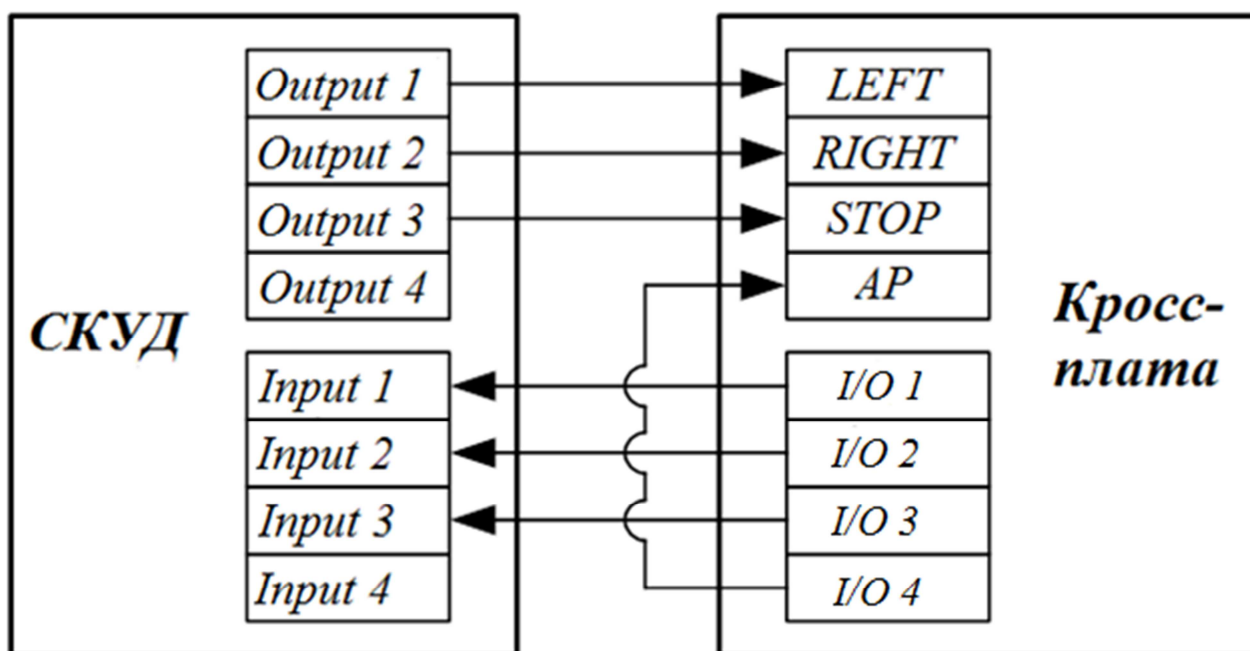 СКУД
Output 1
Output 2
Output 3
Output 4
Input 1
Input 2
Input 3
Input 4
LEFT
RIGHT
STOP
AP
I/O 1
I/O 2
I/O 3
I/O 4
Кросс-
плата